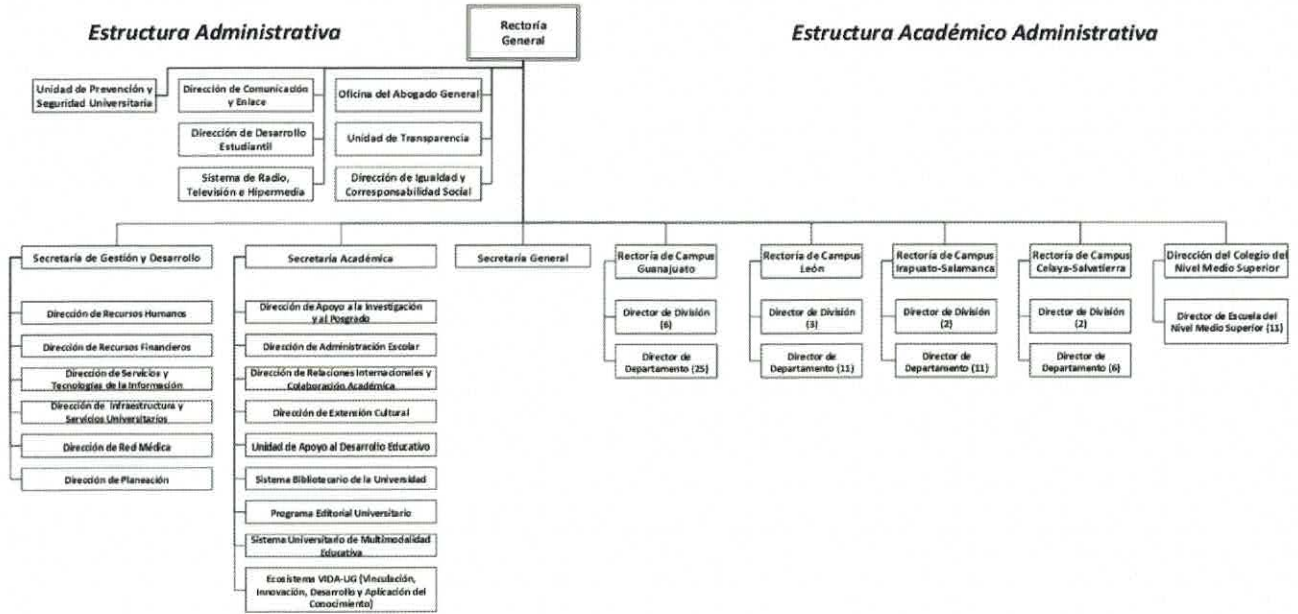 Estructura Administrativa
Rectoría
General
Estructura Académico Administrativa
Unidad de Prevención y
Seguridad Universitaria
Dirección de Comunicación
y Enlace
Oficina del Abogado General
Dirección de Desarrollo
Estudiantil
Unidad de Transparencia
Sistema de Radio,
Televisión e Hipermedia
Dirección de Igualdad y
Corresponsabilidad Social
Secretaría de Gestión y Desarrollo
Secretaría Académica
Secretaría General
Rectoría de Campus
Guanajuato
Rectoría de Campus
León
Rectoría de Campus
Irapuato-Salamanca
Rectoría de Campus
Celaya-Salvatierra
Dirección del Colegio del
Nivel Medio Superior
Dirección de Recursos Humanos
Dirección de Recursos Financieros
Dirección de Servicios y
Tecnologías de la Información
Dirección de Infraestructura y
Servicios Universitarios
Dirección de Red Médica
Dirección de Planeación
Dirección de Apoyo a la Investigación
y al Posgrado
Dirección de Administración Escolar
Dirección de Relaciones Internacionales y
Colaboración Académica
Dirección de Extensión Cultural
Unidad de Apoyo al Desarrollo Educativo
Sistema Bibliotecario de la Universidad
Programa Editorial Universitario
Sistema Universitario de Multimodalidad
Educativa
Ecosistema VIDA-UG (Vinculación,
Innovación, Desarrollo y Aplicación del
Conocimiento)
Director de División
(6)
Director de
Departamento (25)
Director de División
(3)
Director de
Departamento (11)
Director de División
(2)
Director de
Departamento (11)
Director de División
(2)
Director de
Departamento (6)
Director de Escuela del
Nivel Medio Superior (11)